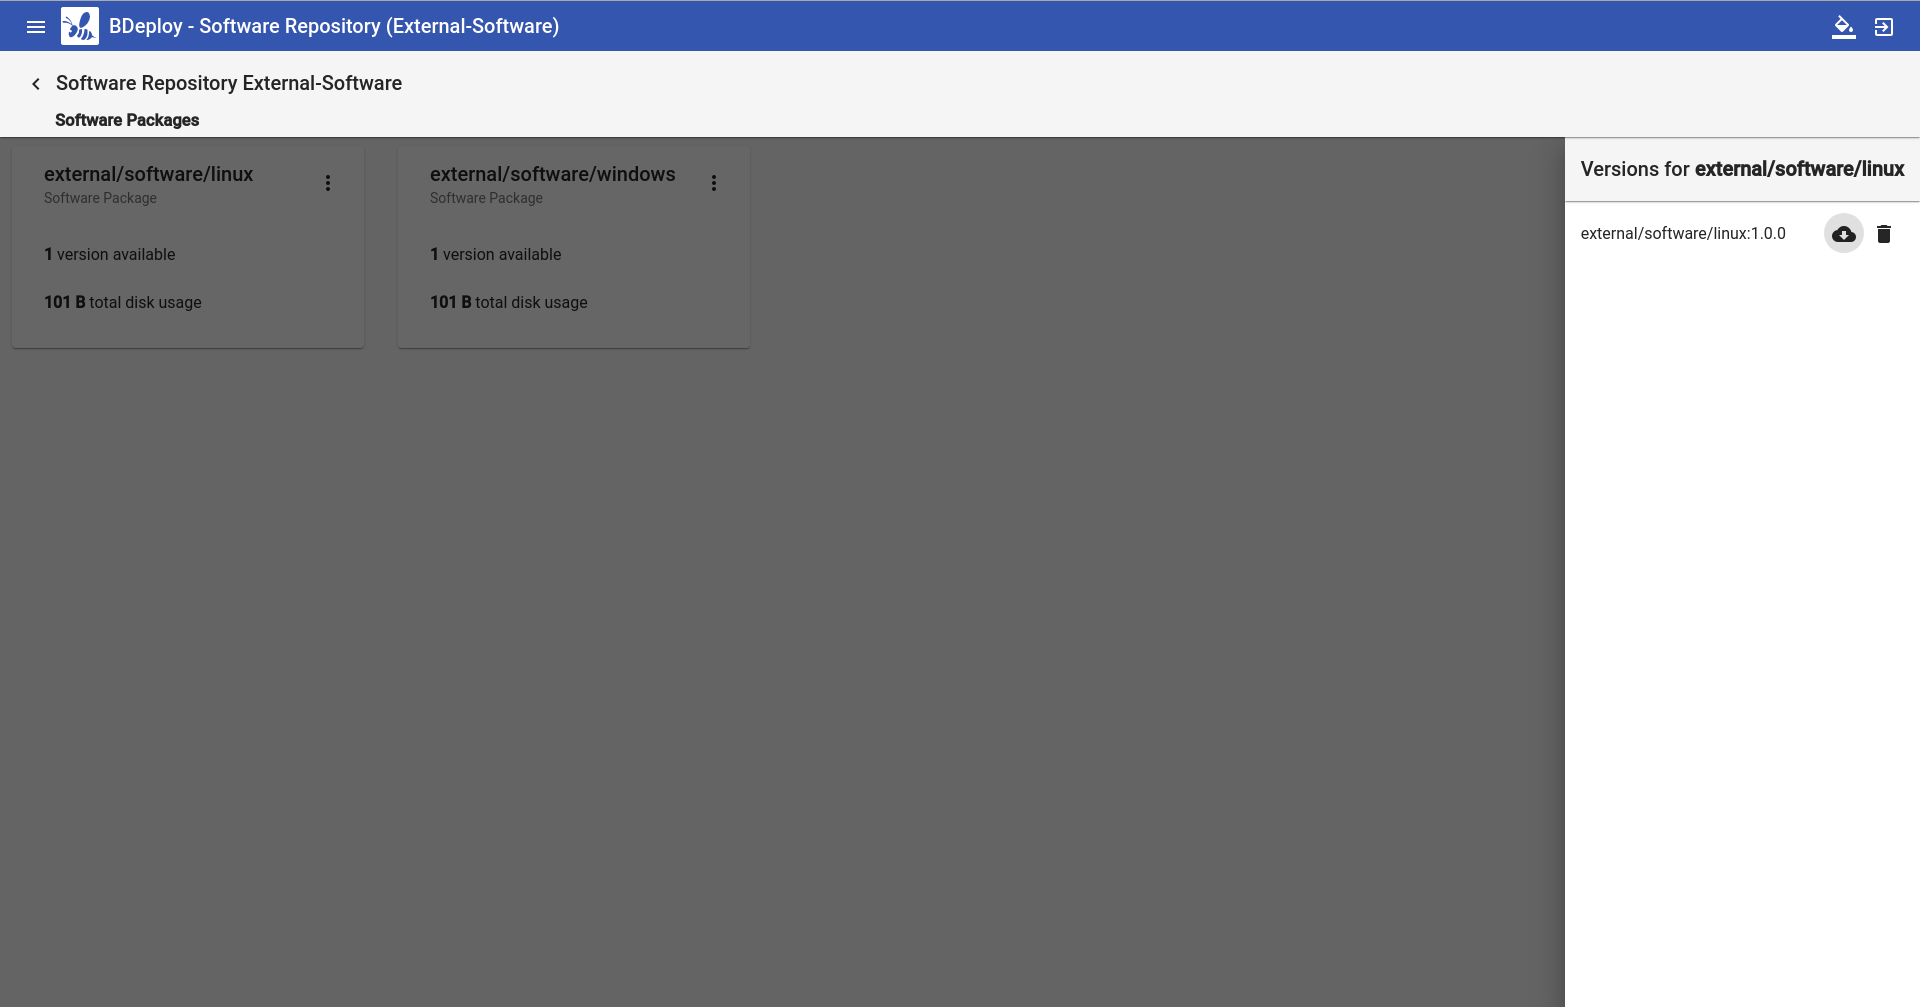 BDeploy - Software Repository (External-Software)
Software Repository External-Software
Software Packages
external/software/linux
Software Package
1 version available
101 B total disk usage
external/software/windows
Software Package
1 version available
101 B total disk usage
Versions for external/software/linux
external/software/linux:1.0.0